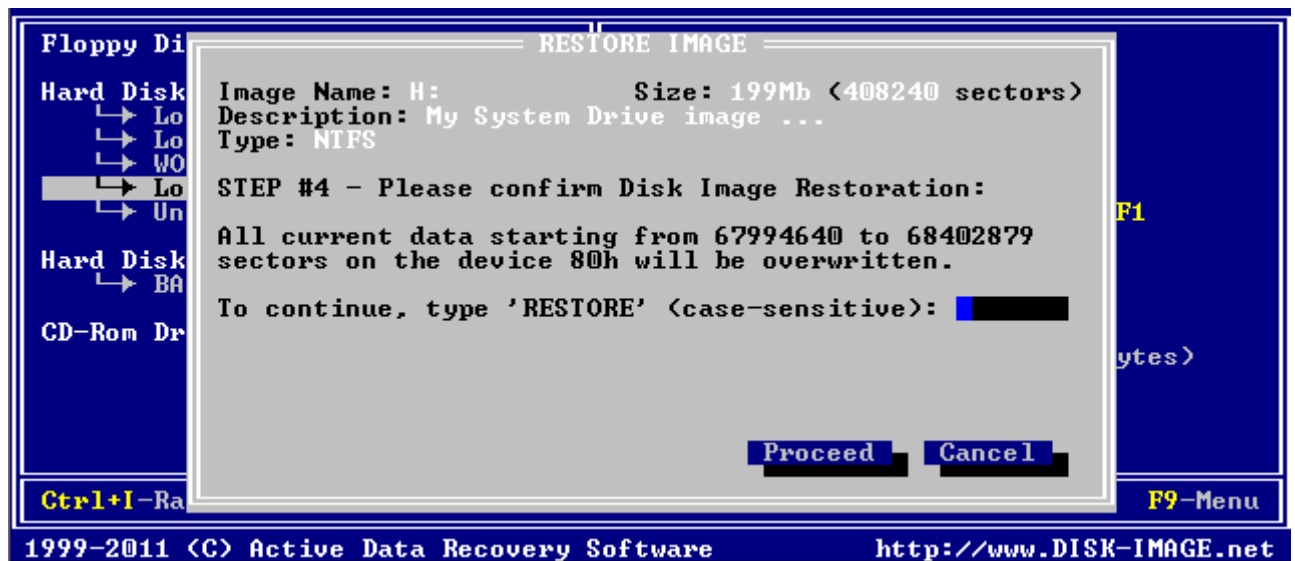 Floppy Di
RESTORE IMAGE
Hard Disk
Lo
Lo
WO
Lo
Un
Hard Disk
BA
CD-Rom Dr
Image Name: H: Size: 199Mb (408240 sectors)
Description: My System Drive image ...
Type: NTFS
STEP #4 - Please confirm Disk Image Restoration:
All current data starting from 67994640 to 68402879
sectors on the device 80h will be overwritten.
To continue, type 'RESTORE' (case-sensitive):
Proceed Cancel
F1
ytes)
Ctrl+I-Ra
F9-Menu
1999-2011 (C) Active Data Recovery Software http://www.DISK-IMAGE.net